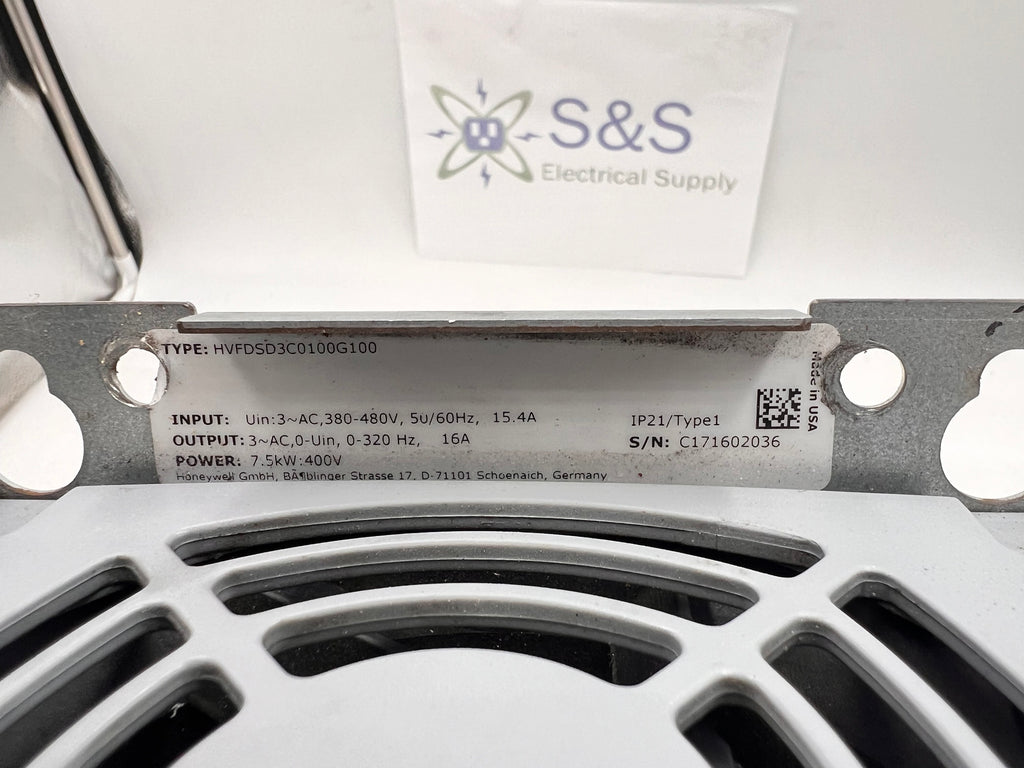 S&S
Electrical Supply
TYPE: HVFDSD3C0100G100
INPUT: Uin:3~AC,380-480V, 50/60Hz, 15.4A
IP21/Type1
OUTPUT: 3~AC,0-Uin, 0-320 Hz, 16A
S/N: C171602036
POWER: 7.5kW:400V
Honeywell GmbH, BÃ¶blinger Strasse 17, D-71101 Schoenaich, Germany
Made in USA